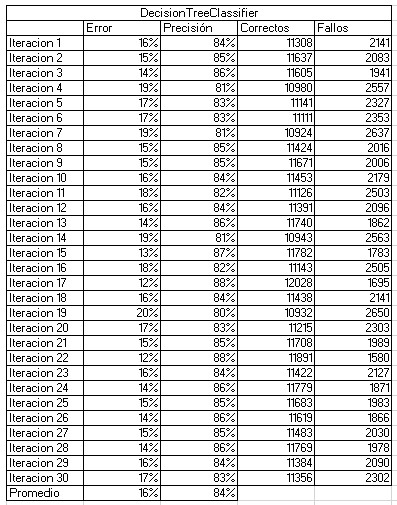 DecisionTreeClassifier
Error Precisión Correctos Fallos
Iteracion 1 16% 84% 11308 2141
Iteracion 2 15% 85% 11637 2083
Iteracion 3 14% 86% 11605 1941
Iteracion 4 19% 81% 10980 2557
Iteracion 5 17% 83% 11141 2327
Iteracion 6 17% 83% 11111 2353
Iteracion 7 19% 81% 10924 2637
Iteracion 8 15% 85% 11424 2016
Iteracion 9 15% 85% 11671 2006
Iteracion 10 16% 84% 11453 2179
Iteracion 11 18% 82% 11126 2503
Iteracion 12 16% 84% 11391 2096
Iteracion 13 14% 86% 11740 1862
Iteracion 14 19% 81% 10943 2563
Iteracion 15 13% 87% 11782 1783
Iteracion 16 18% 82% 11143 2505
Iteracion 17 12% 88% 12028 1695
Iteracion 18 16% 84% 11438 2141
Iteracion 19 20% 80% 10932 2650
Iteracion 20 17% 83% 11215 2303
Iteracion 21 15% 85% 11708 1989
Iteracion 22 12% 88% 11891 1580
Iteracion 23 16% 84% 11422 2127
Iteracion 24 14% 86% 11779 1871
Iteracion 25 15% 85% 11683 1983
Iteracion 26 14% 86% 11619 1866
Iteracion 27 15% 85% 11483 2030
Iteracion 28 14% 86% 11769 1978
Iteracion 29 16% 84% 11384 2090
Iteracion 30 17% 83% 11356 2302
Promedio 16% 84%